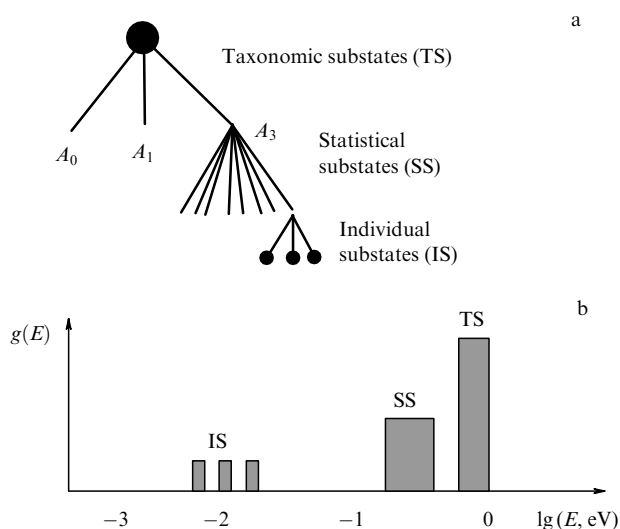 a
Taxonomic substates (TS)
A₀
A₁
A₃
Statistical
substates (SS)
Individual
substates (IS)
b
g(E)
TS
SS
IS
−3 −2 −1 0 lg (E, eV)